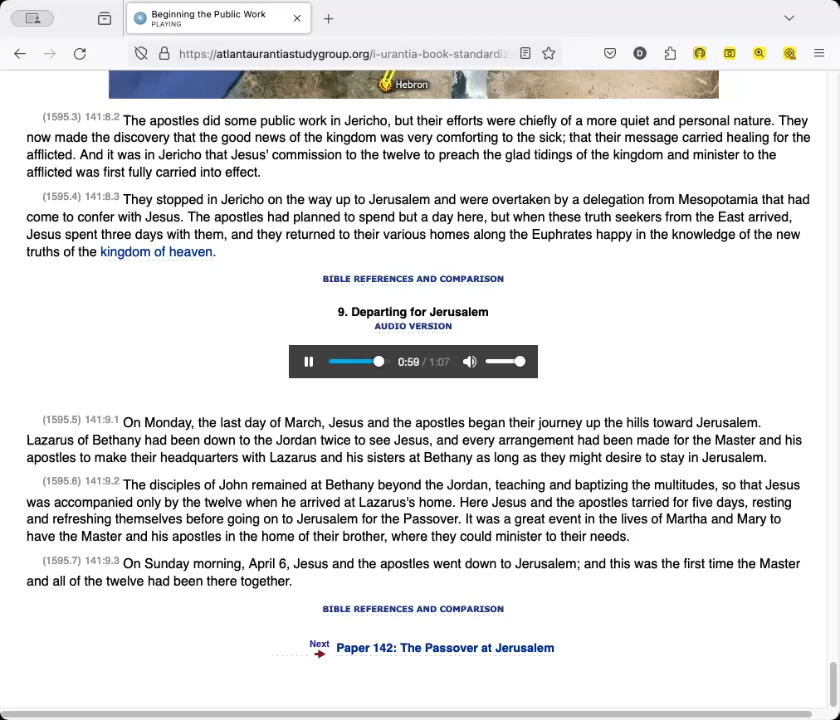 Beginning the Public Work
PLAYING
https://atlantaurantiastudygroup.org/i-urantia-book-standardiz
Hebron
(1595.3) 141:8.2 The apostles did some public work in Jericho, but their efforts were chiefly of a more quiet and personal nature. They
now made the discovery that the good news of the kingdom was very comforting to the sick; that their message carried healing for the
afflicted. And it was in Jericho that Jesus' commission to the twelve to preach the glad tidings of the kingdom and minister to the
afflicted was first fully carried into effect.
(1595.4) 141:8.3 They stopped in Jericho on the way up to Jerusalem and were overtaken by a delegation from Mesopotamia that had
come to confer with Jesus. The apostles had planned to spend but a day here, but when these truth seekers from the East arrived,
Jesus spent three days with them, and they returned to their various homes along the Euphrates happy in the knowledge of the new
truths of the kingdom of heaven.
BIBLE REFERENCES AND COMPARISON
9. Departing for Jerusalem
AUDIO VERSION
0:59 / 1:07
(1595.5) 141:9.1 On Monday, the last day of March, Jesus and the apostles began their journey up the hills toward Jerusalem.
Lazarus of Bethany had been down to the Jordan twice to see Jesus, and every arrangement had been made for the Master and his
apostles to make their headquarters with Lazarus and his sisters at Bethany as long as they might desire to stay in Jerusalem.
(1595.6) 141:9.2 The disciples of John remained at Bethany beyond the Jordan, teaching and baptizing the multitudes, so that Jesus
was accompanied only by the twelve when he arrived at Lazarus's home. Here Jesus and the apostles tarried for five days, resting
and refreshing themselves before going on to Jerusalem for the Passover. It was a great event in the lives of Martha and Mary to
have the Master and his apostles in the home of their brother, where they could minister to their needs.
(1595.7) 141:9.3 On Sunday morning, April 6, Jesus and the apostles went down to Jerusalem; and this was the first time the Master
and all of the twelve had been there together.
BIBLE REFERENCES AND COMPARISON
Next
Paper 142: The Passover at Jerusalem